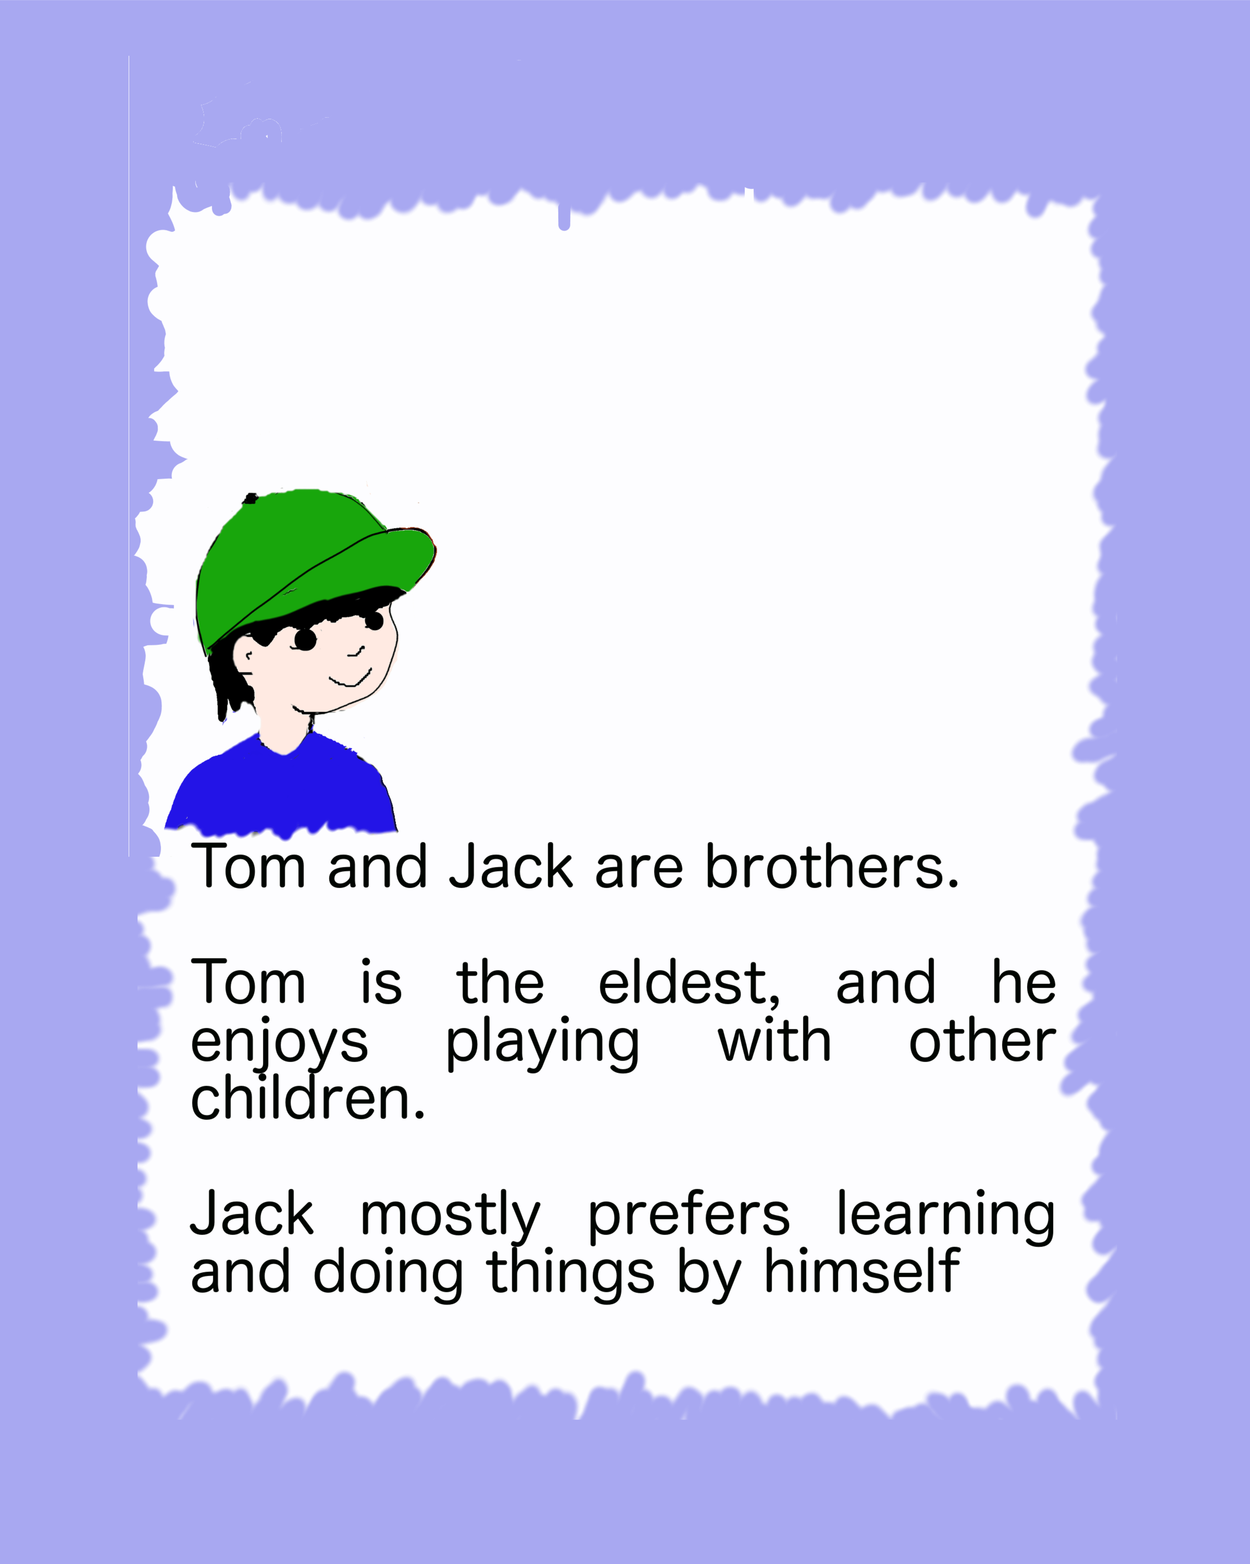 Tom and Jack are brothers.
Tom is the eldest, and he
enjoys playing with other
children.
Jack mostly prefers learning
and doing things by himself